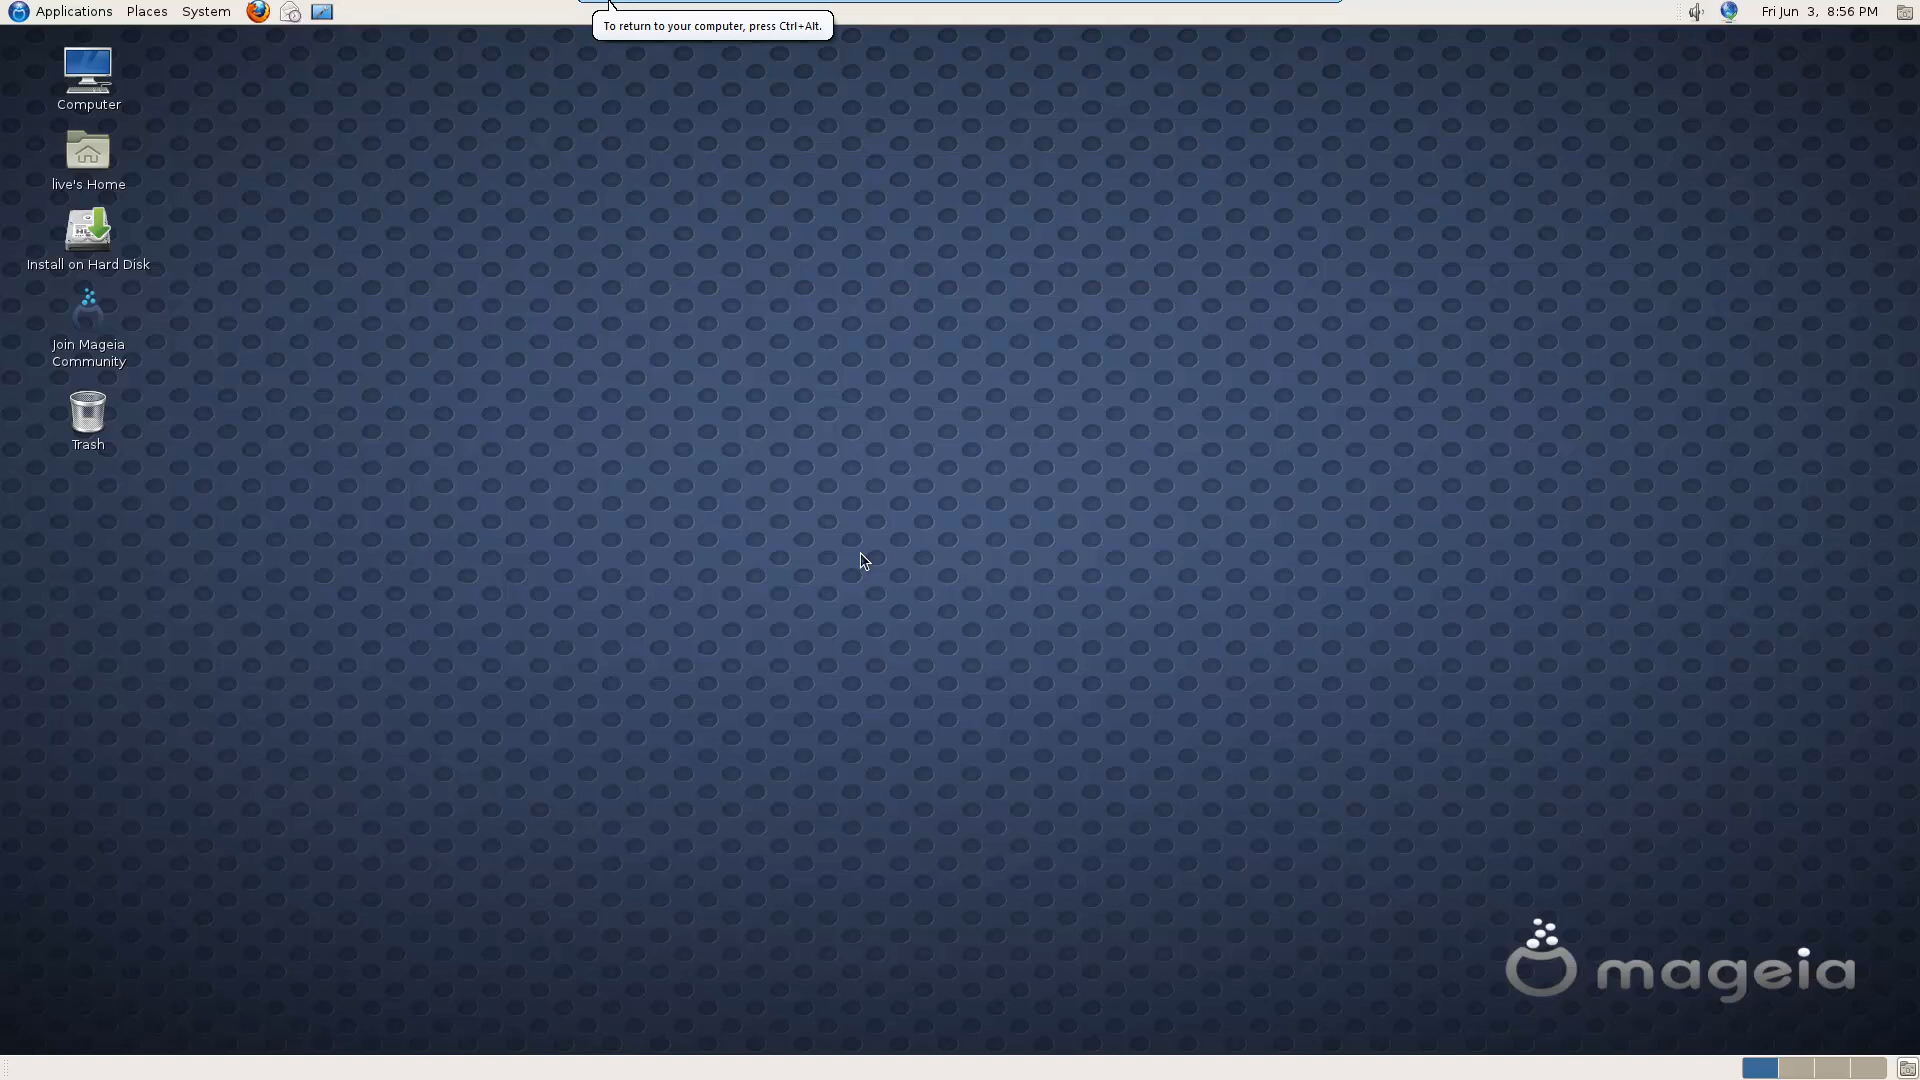 Applications Places System
To return to your computer, press Ctrl+Alt.
Fri Jun 3, 8:56 PM
Computer
live's Home
Install on Hard Disk
Join Mageia
Community
Trash
mageia